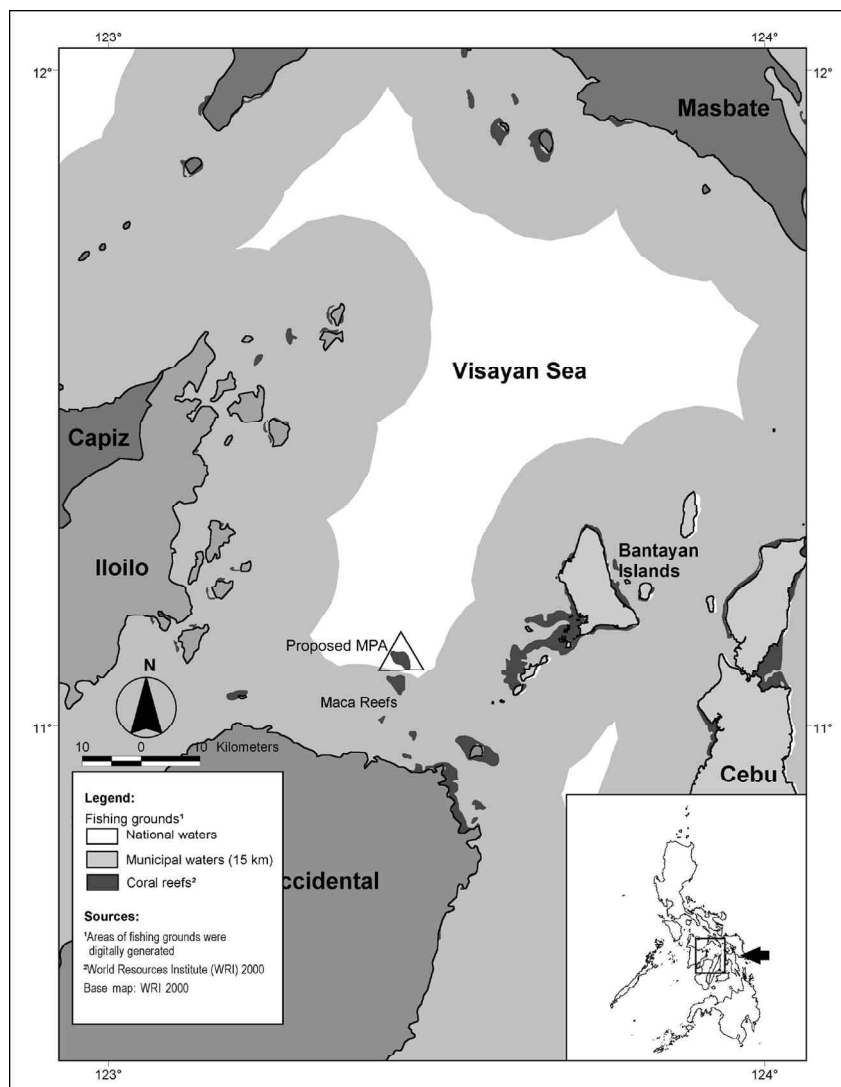 123°
124°
12°
12°
Masbate
Visayan Sea
Capiz
Iloilo
Bantayan
Islands
Proposed MPA
N
Maca Reefs
11°
11°
10 0 10 Kilometers
Cebu
Legend:
Fishing grounds¹
National waters
Municipal waters (15 km)
Coral reefs²
ccidental
Sources:
¹Areas of fishing grounds were
digitally generated
²World Resources Institute (WRI) 2000
Base map: WRI 2000
123°
124°